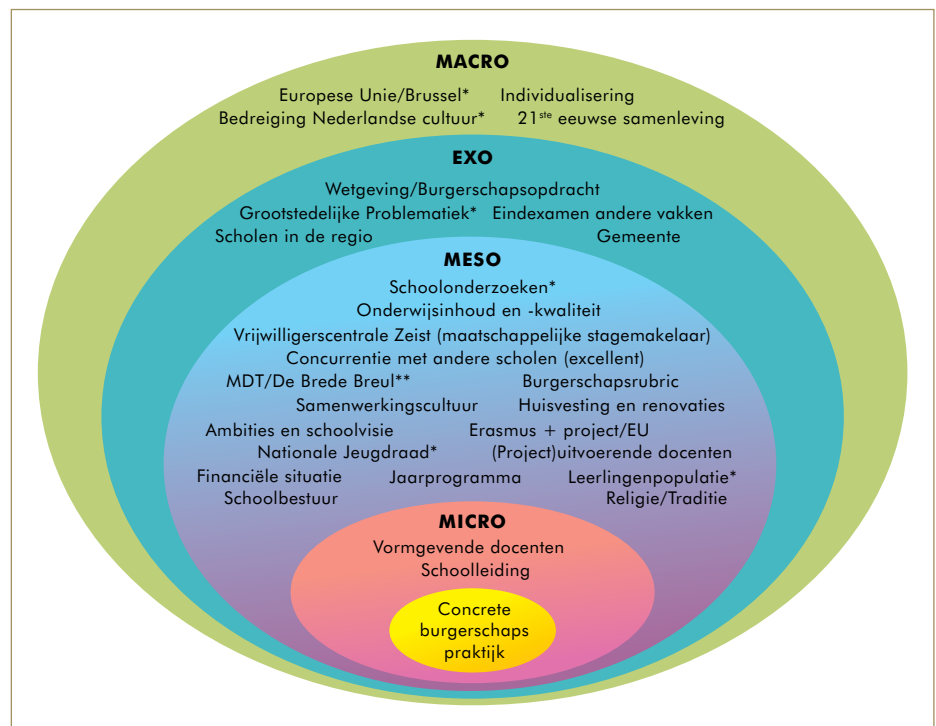 MACRO
Europese Unie/Brussel* Individualisering
Bedreiging Nederlandse cultuur* 21ste eeuwse samenleving
EXO
Wetgeving/Burgerschapsopdracht
Grootstedelijke Problematiek* Eindexamen andere vakken
Scholen in de regio Gemeente
MESO
Schoolonderzoeken*
Onderwijsinhoud en -kwaliteit
Vrijwilligerscentrale Zeist (maatschappelijke stagemakelaar)
Concurrentie met andere scholen (excellent)
MDT/De Brede Breul** Burgerschapsrubric
Samenwerkingscultuur Huisvesting en renovaties
Ambities en schoolvisie Erasmus + project/EU
Nationale Jeugdraad* (Project)uitvoerende docenten
Financiële situatie Jaarprogramma Leerlingenpopulatie*
Schoolbestuur Religie/Traditie
MICRO
Vormgevende docenten
Schoolleiding
Concrete
burgerschaps
praktijk